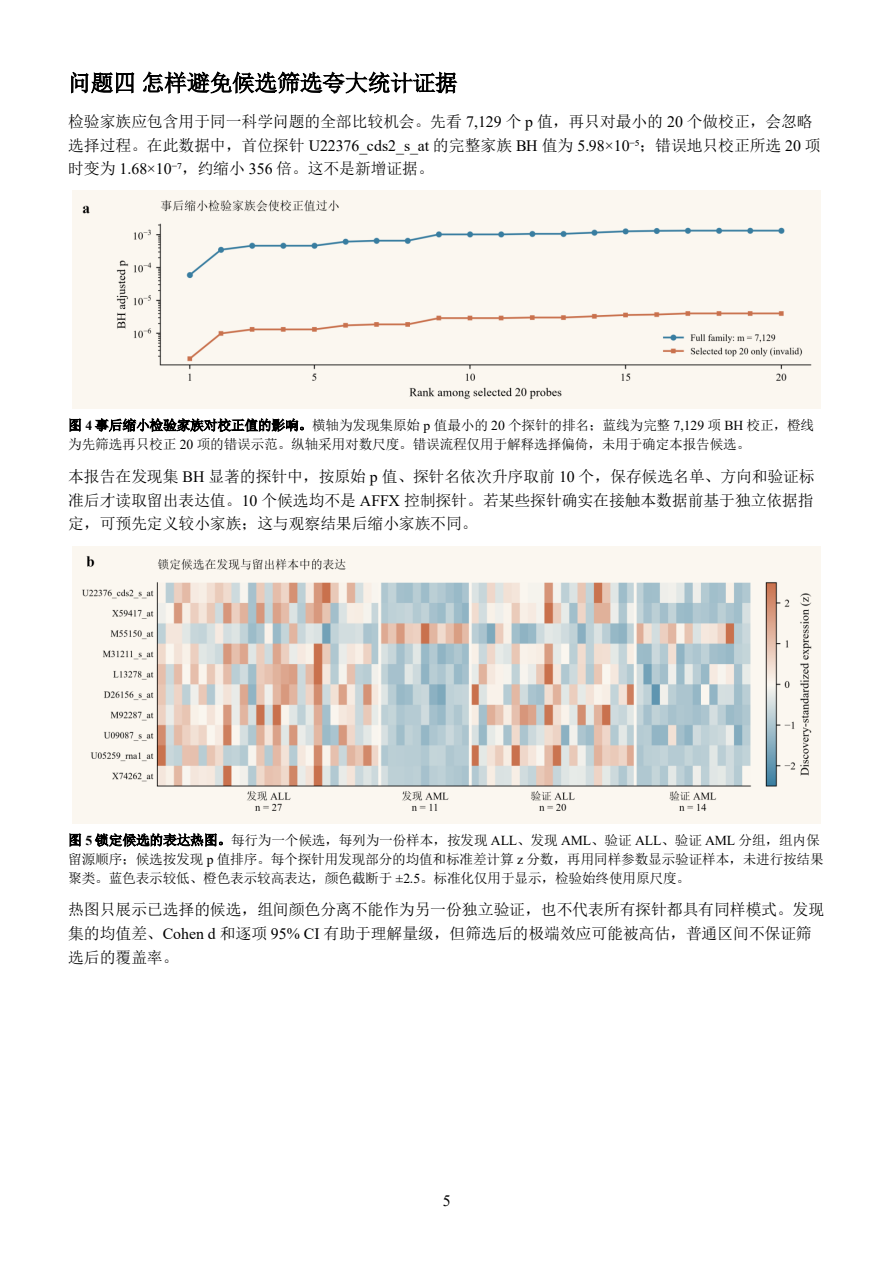 问题四 怎样避免候选筛选夸大统计证据
检验家族应包含用于同一科学问题的全部比较机会。先看 7,129 个 p 值，再只对最小的 20 个做校正，会忽略
选择过程。在此数据中，首位探针 U22376_cds2_s_at 的完整家族 BH 值为 5.98×10⁻⁵；错误地只校正所选 20 项
时变为 1.68×10⁻⁷，约缩小 356 倍。这不是新增证据。
a
事后缩小检验家族会使校正值过小
10⁻³
10⁻⁴
10⁻⁵
10⁻⁶
BH adjusted p
Full family: m = 7,129
Selected top 20 only (invalid)
1 5 10 15 20
Rank among selected 20 probes
图 4 事后缩小检验家族对校正值的影响。横轴为发现集原始 p 值最小的 20 个探针的排名；蓝线为完整 7,129 项 BH 校正，橙线
为先筛选再只校正 20 项的错误示范。纵轴采用对数尺度。错误流程仅用于解释选择偏倚，未用于确定本报告候选。
本报告在发现集 BH 显著的探针中，按原始 p 值、探针名依次升序取前 10 个，保存候选名单、方向和验证标
准后才读取留出表达值。10 个候选均不是 AFFX 控制探针。若某些探针确实在接触本数据前基于独立依据指
定，可预先定义较小家族；这与观察结果后缩小家族不同。
b
锁定候选在发现与留出样本中的表达
U22376_cds2_s_at
X59417_at
M55150_at
M31211_s_at
L13278_at
D26156_s_at
M92287_at
U09087_s_at
U05259_rna1_at
X74262_at
发现 ALL 发现 AML 验证 ALL 验证 AML
n = 27 n = 11 n = 20 n = 14
2
1
0
−1
−2
Discovery-standardized expression (z)
图 5 锁定候选的表达热图。每行为一个候选，每列为一份样本，按发现 ALL、发现 AML、验证 ALL、验证 AML 分组，组内保
留源顺序；候选按发现 p 值排序。每个探针用发现部分的均值和标准差计算 z 分数，再用同样参数显示验证样本，未进行按结果
聚类。蓝色表示较低、橙色表示较高表达，颜色截断于 ±2.5。标准化仅用于显示，检验始终使用原尺度。
热图只展示已选择的候选，组间颜色分离不能作为另一份独立验证，也不代表所有探针都具有同样模式。发现
集的均值差、Cohen d 和逐项 95% CI 有助于理解量级，但筛选后的极端效应可能被高估，普通区间不保证筛
选后的覆盖率。
5